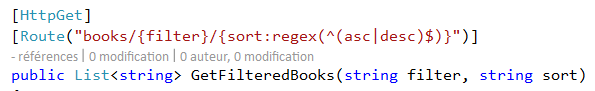 [HttpGet]
[Route("books/{filter}/{sort:regex(^(asc|desc)$)}")]
- références | 0 modification | 0 auteur, 0 modification
public List<string> GetFilteredBooks(string filter, string sort)